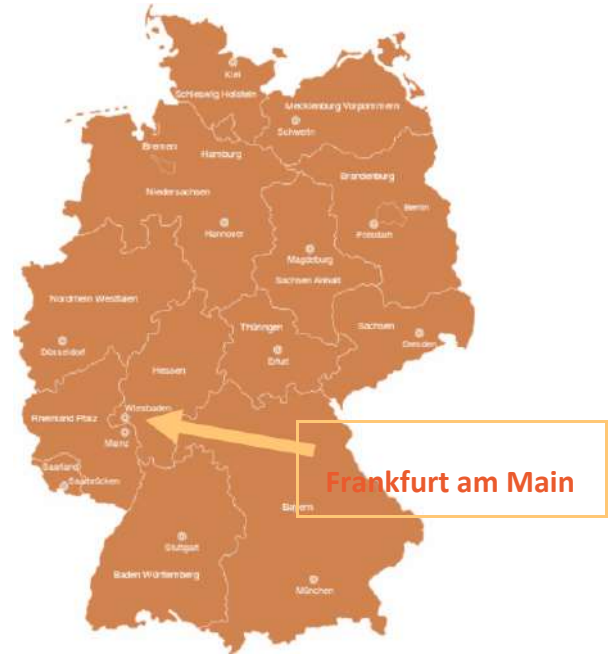 Kiel
Schleswig Holstein
Mecklenburg Vorpommern
Schwerin
Bremen
Hamburg
Brandenburg
Niedersachsen
Berlin
Hannover
Potsdam
Magdeburg
Sachsen Anhalt
Nordrhein Westfalen
Thüringen
Sachsen
Düsseldorf
Dresden
Erfurt
Hessen
Wiesbaden
Rheinland Pfalz
Mainz
Saarland
Saarbrücken
Frankfurt am Main
Bayern
Stuttgart
Baden Württemberg
München